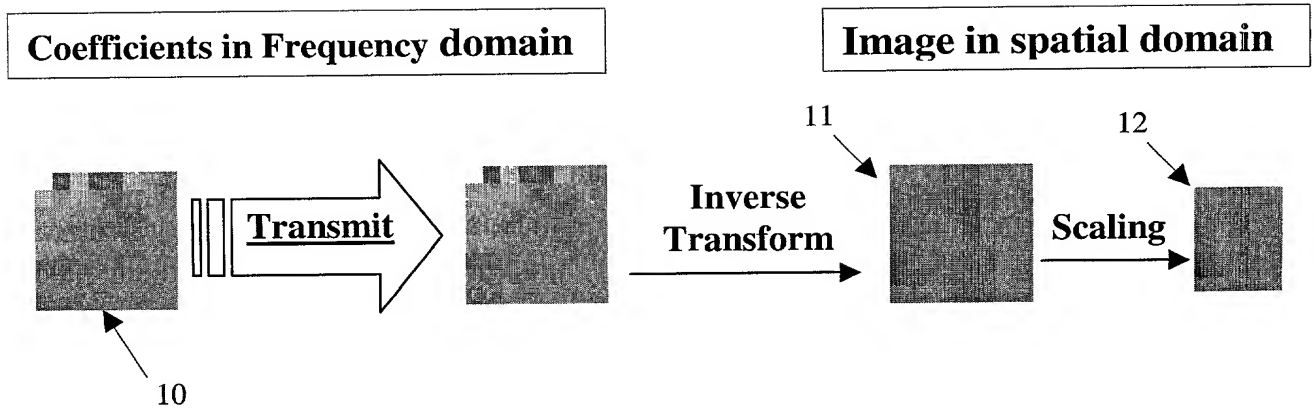 Coefficients in Frequency domain
Image in spatial domain
11
12
Transmit
Inverse
Transform
Scaling
10